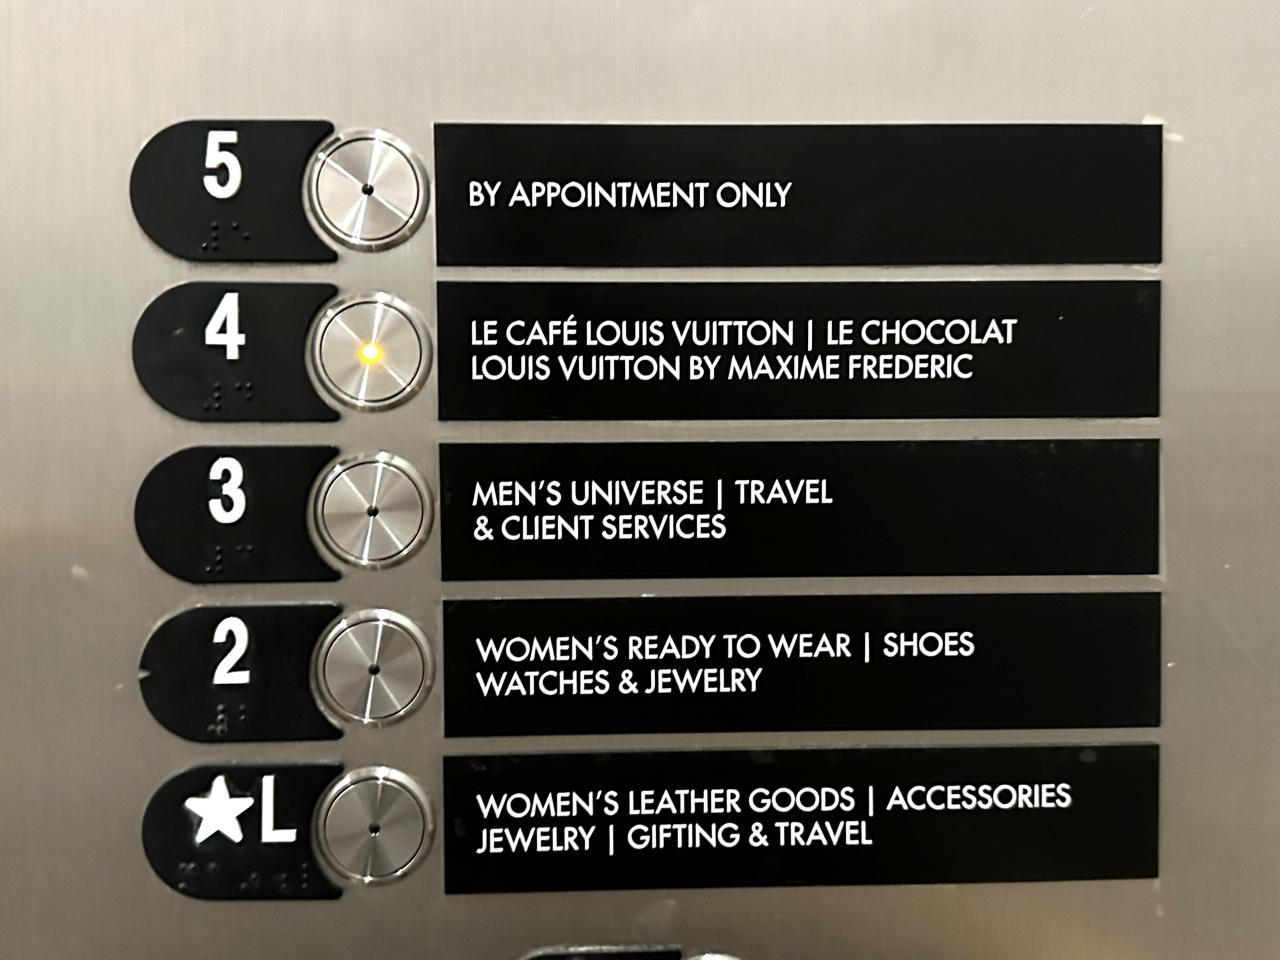 5
BY APPOINTMENT ONLY
4
LE CAFÉ LOUIS VUITTON | LE CHOCOLAT
LOUIS VUITTON BY MAXIME FREDERIC
3
MEN'S UNIVERSE | TRAVEL
& CLIENT SERVICES
2
WOMEN'S READY TO WEAR | SHOES
WATCHES & JEWELRY
★L
WOMEN'S LEATHER GOODS | ACCESSORIES
JEWELRY | GIFTING & TRAVEL